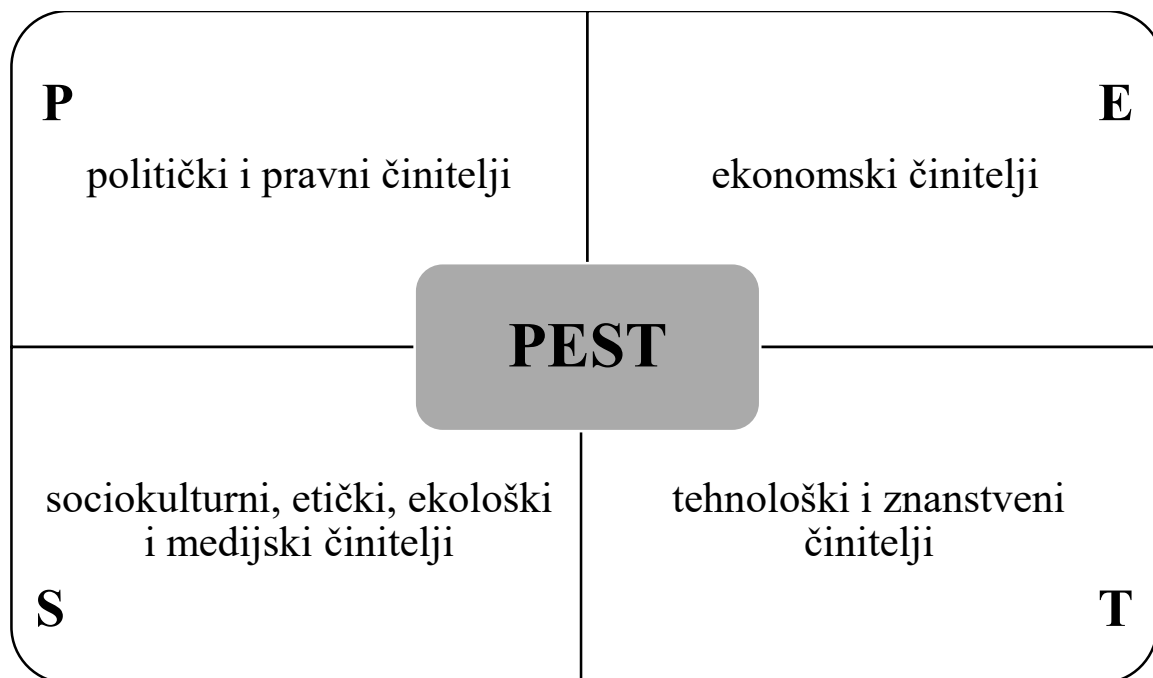 P
politički i pravni činitelji
E
ekonomski činitelji
PEST
sociokulturni, etički, ekološki
i medijski činitelji
S
tehnološki i znanstveni
činitelji
T